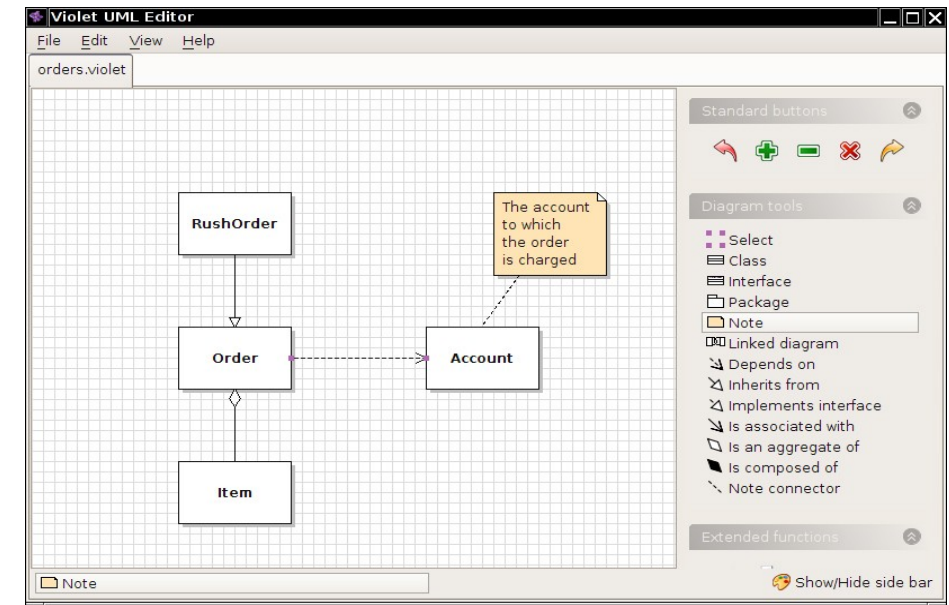 Violet UML Editor
File Edit View Help
orders.violet
Standard buttons
RushOrder
The account
to which
the order
is charged
Diagram tools
Select
Class
Interface
Package
Note
Linked diagram
Depends on
Inherits from
Implements interface
Is associated with
Is an aggregate of
Is composed of
Note connector
Order
Account
Item
Extended functions
Note
Show/Hide side bar